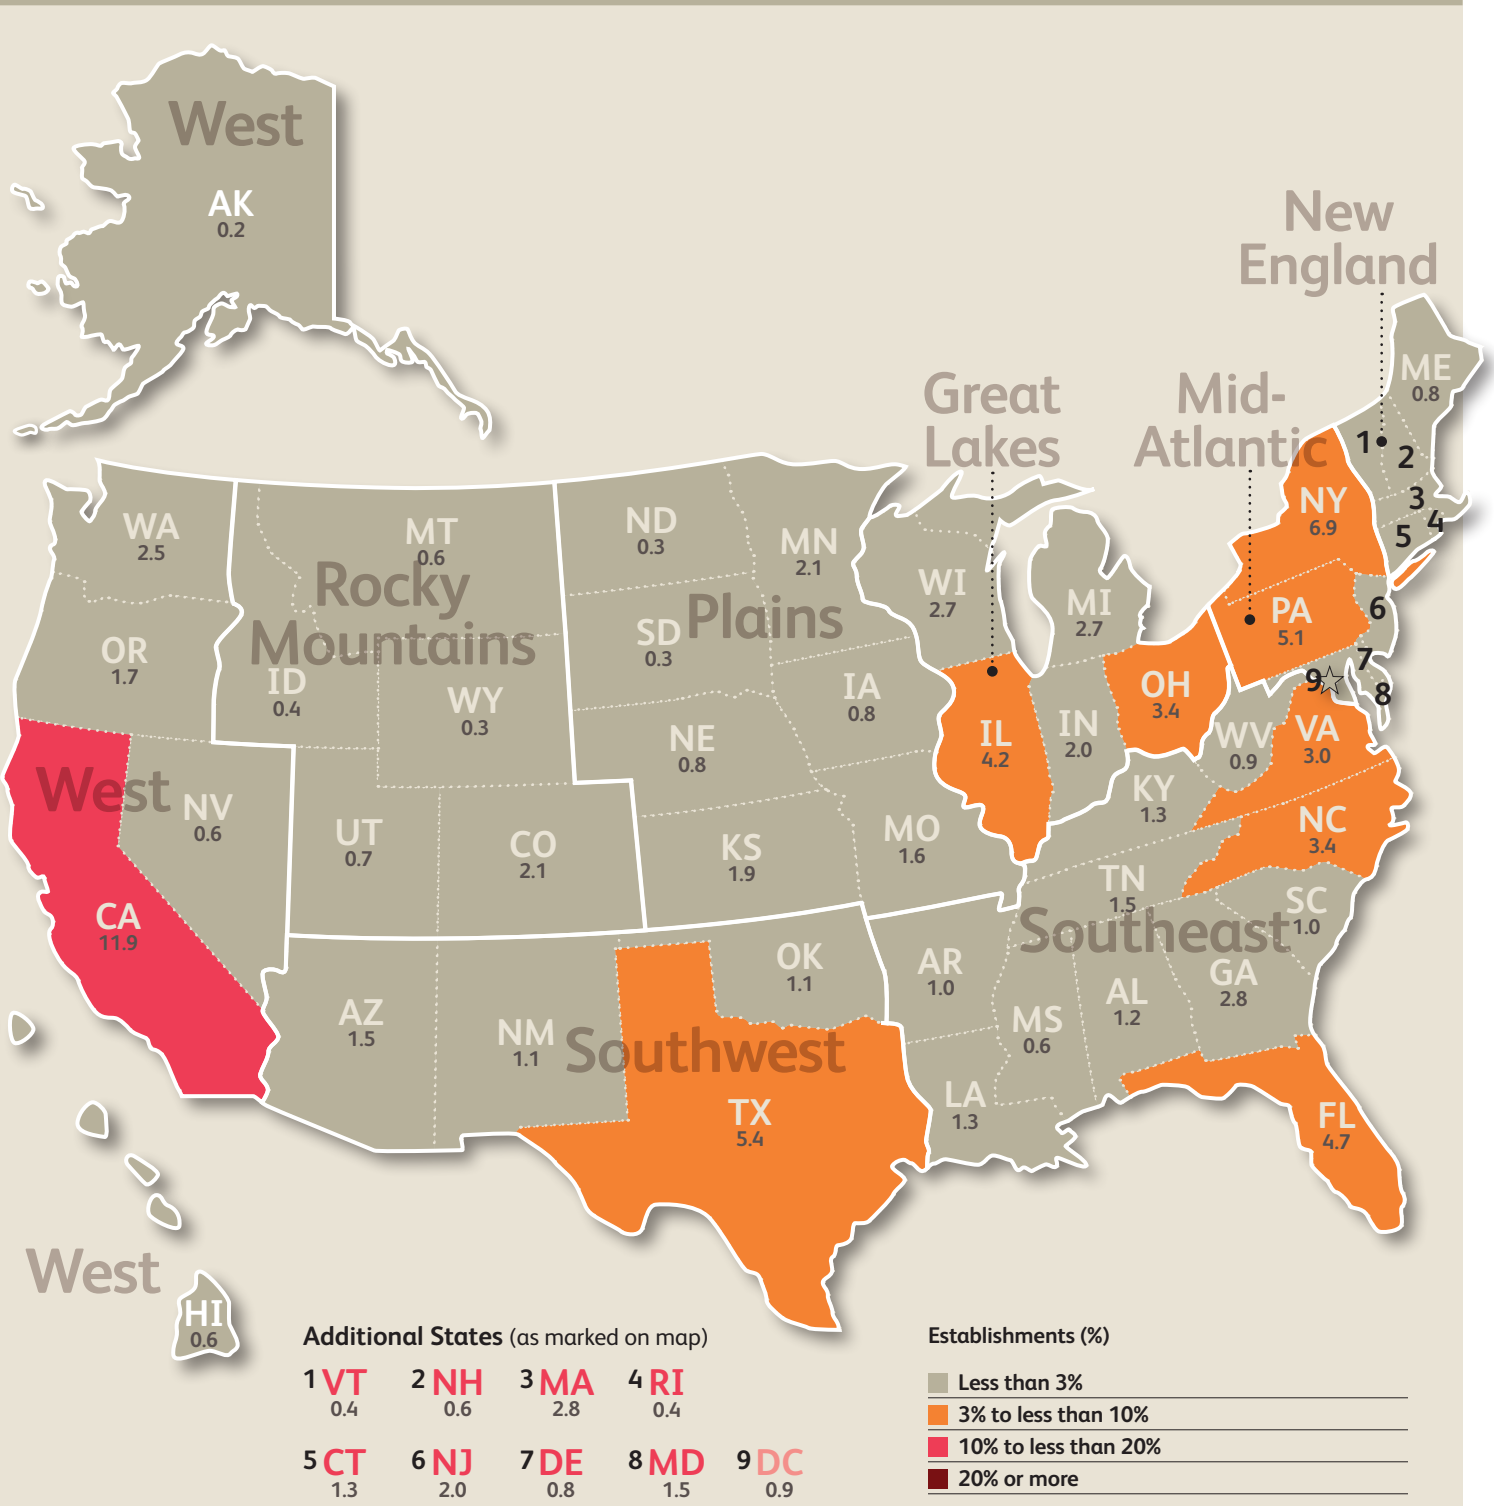 West
AK
0.2
New
England
ME
0.8
Great
Lakes
Mid-
Atlantic
1
2
3
4
5
NY
6.9
WA
2.5
MT
0.6
ND
0.3
MN
2.1
WI
2.7
MI
2.7
Rocky
Mountains
Plains
PA
5.1
6
OR
1.7
ID
0.4
WY
0.3
SD
0.3
IA
0.8
7
9
8
OH
3.4
IL
4.2
IN
2.0
NE
0.8
WV
0.9
VA
3.0
West
NV
0.6
UT
0.7
CO
2.1
KS
1.9
MO
1.6
KY
1.3
NC
3.4
CA
11.9
TN
1.5
SC
1.0
Southeast
AZ
1.5
NM
1.1
OK
1.1
AR
1.0
MS
0.6
AL
1.2
GA
2.8
Southwest
TX
5.4
LA
1.3
FL
4.7
West
HI
0.6
Additional States (as marked on map)
1 VT 2 NH 3 MA 4 RI
0.4 0.6 2.8 0.4
5 CT 6 NJ 7 DE 8 MD 9 DC
1.3 2.0 0.8 1.5 0.9
Establishments (%)
Less than 3%
3% to less than 10%
10% to less than 20%
20% or more